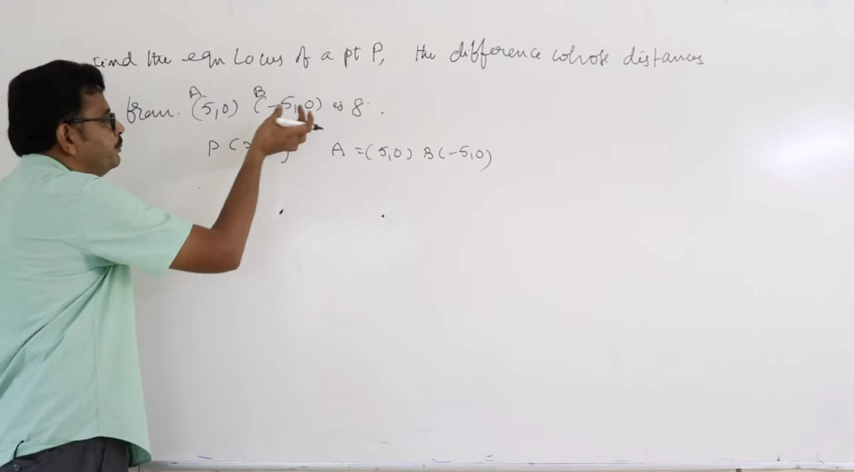 Find the eqn Locus of a pt P, the difference whose distances
A B
from (5,0) (-5,0) is 8.
P ( A = (5,0) B(-5,0)